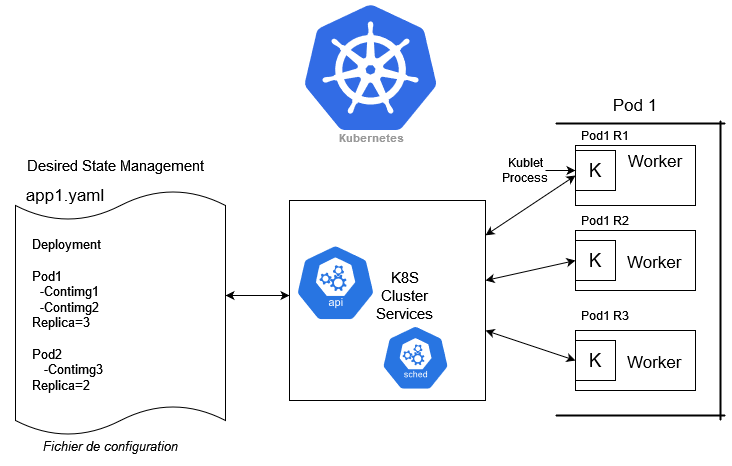 Kubernetes
Pod 1
Desired State Management
app1.yaml
Deployment
Pod1
-Contimg1
-Contimg2
Replica=3
Pod2
-Contimg3
Replica=2
Fichier de configuration
api
K8S
Cluster
Services
sched
Kublet
Process
Pod1 R1
K
Worker
Pod1 R2
K
Worker
Pod1 R3
K
Worker